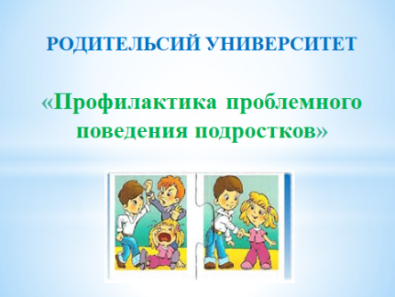 РОДИТЕЛЬСИЙ УНИВЕРСИТЕТ
«Профилактика проблемного
поведения подростков»